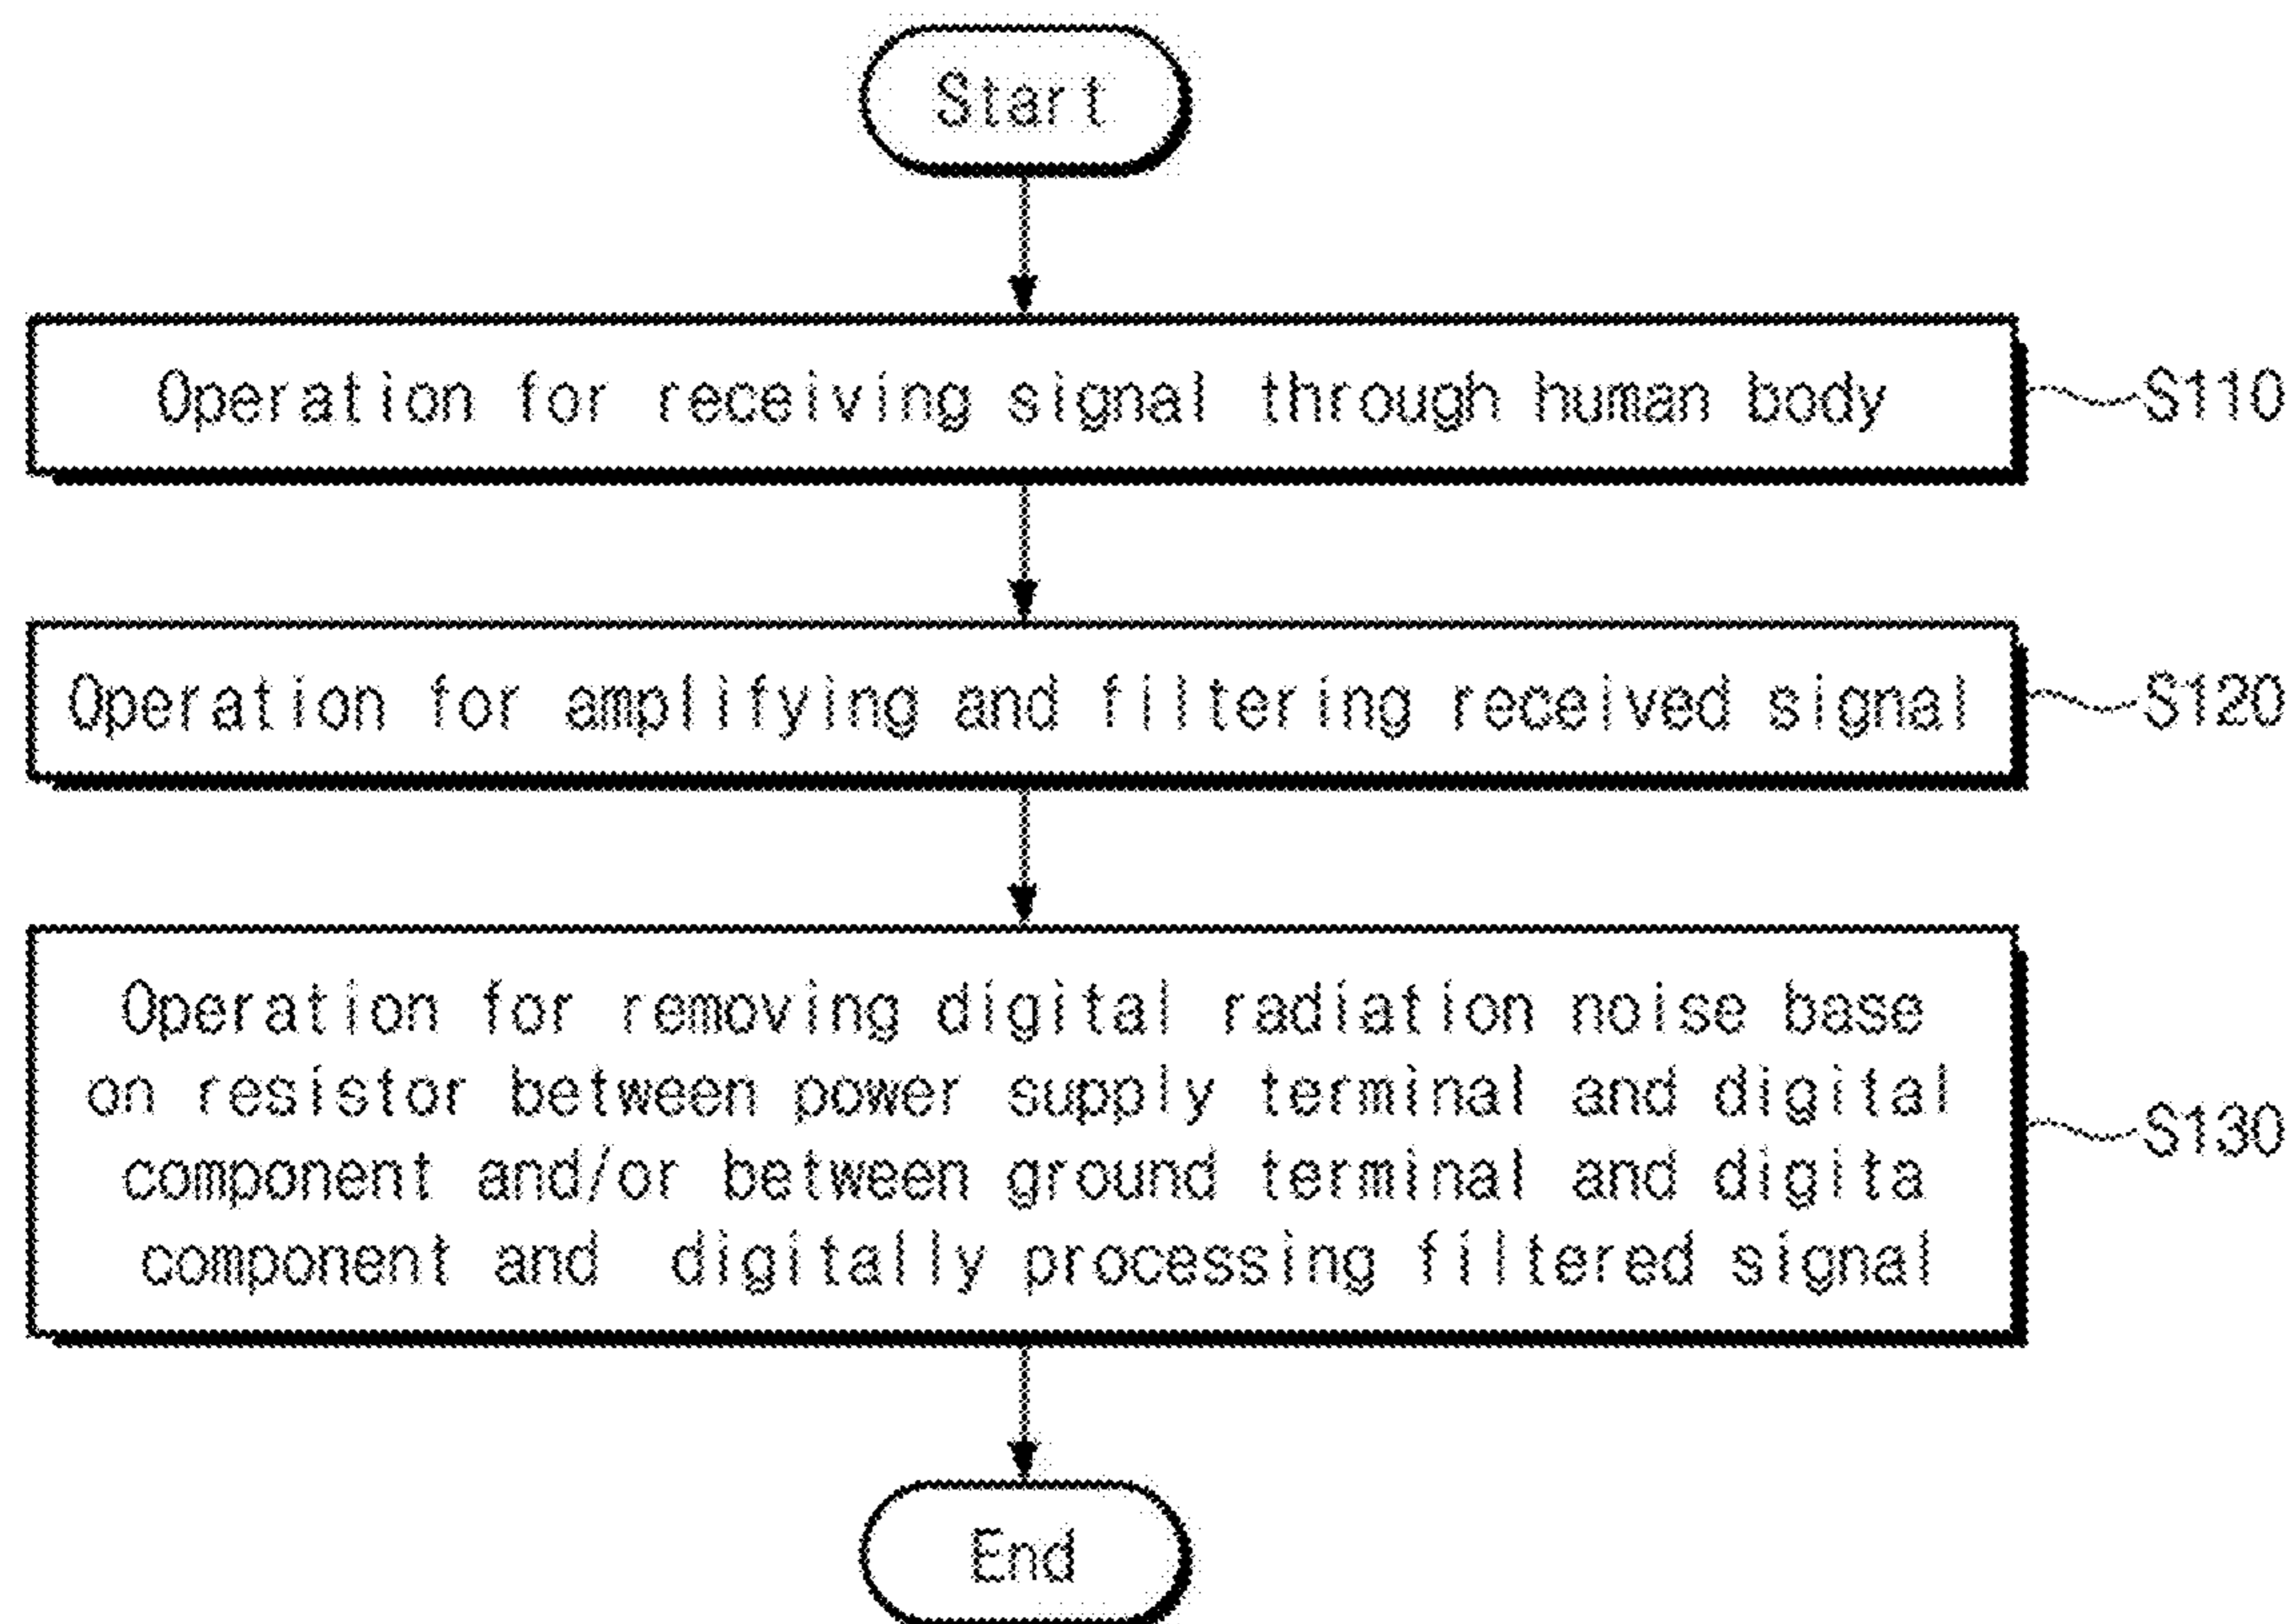 Start
Operation for receiving signal through human body
S110
Operation for amplifying and filtering received signal
S120
Operation for removing digital radiation noise base
on resistor between power supply terminal and digital
component and/or between ground terminal and digita
component and digitally processing filtered signal
S130
End